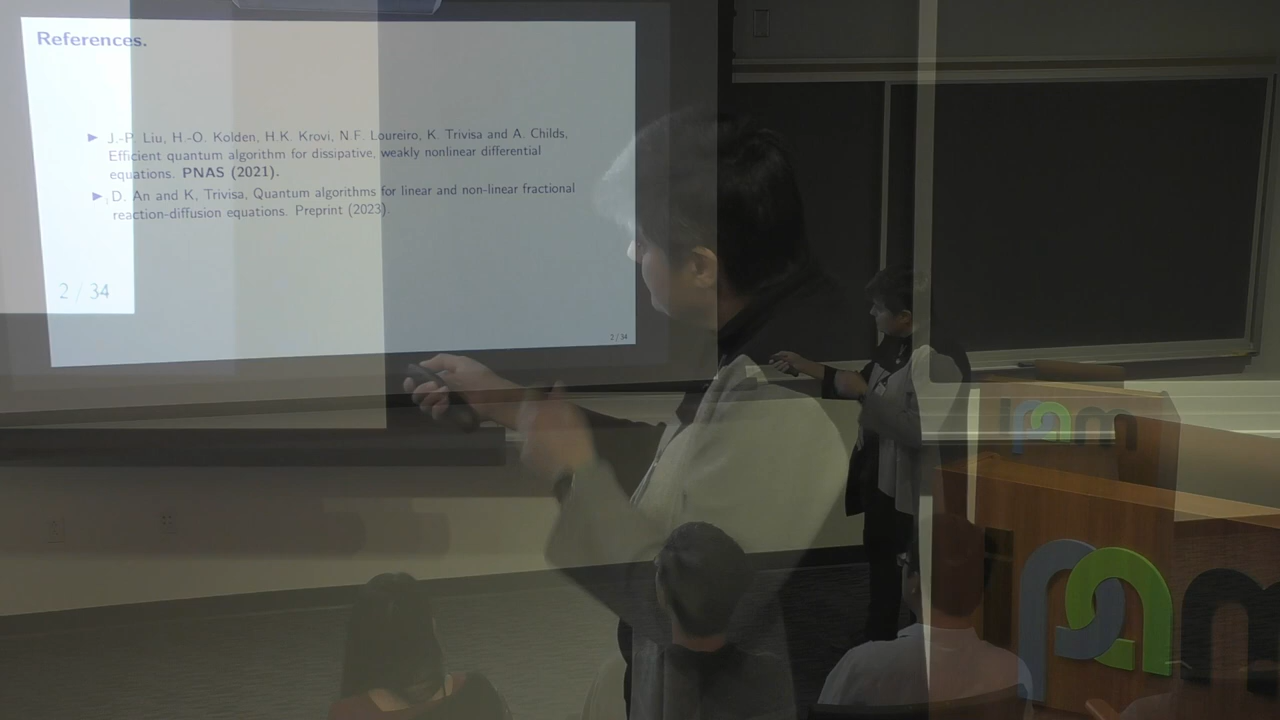 References.
► J.-P. Liu, H.-O. Kolden, H.K. Krovi, N.F. Loureiro, K. Trivisa and A. Childs,
Efficient quantum algorithm for dissipative, weakly nonlinear differential
equations. PNAS (2021).
► D. An and K, Trivisa, Quantum algorithms for linear and non-linear fractional
reaction-diffusion equations. Preprint (2023).
2 / 34
2 / 34
ipam
pam